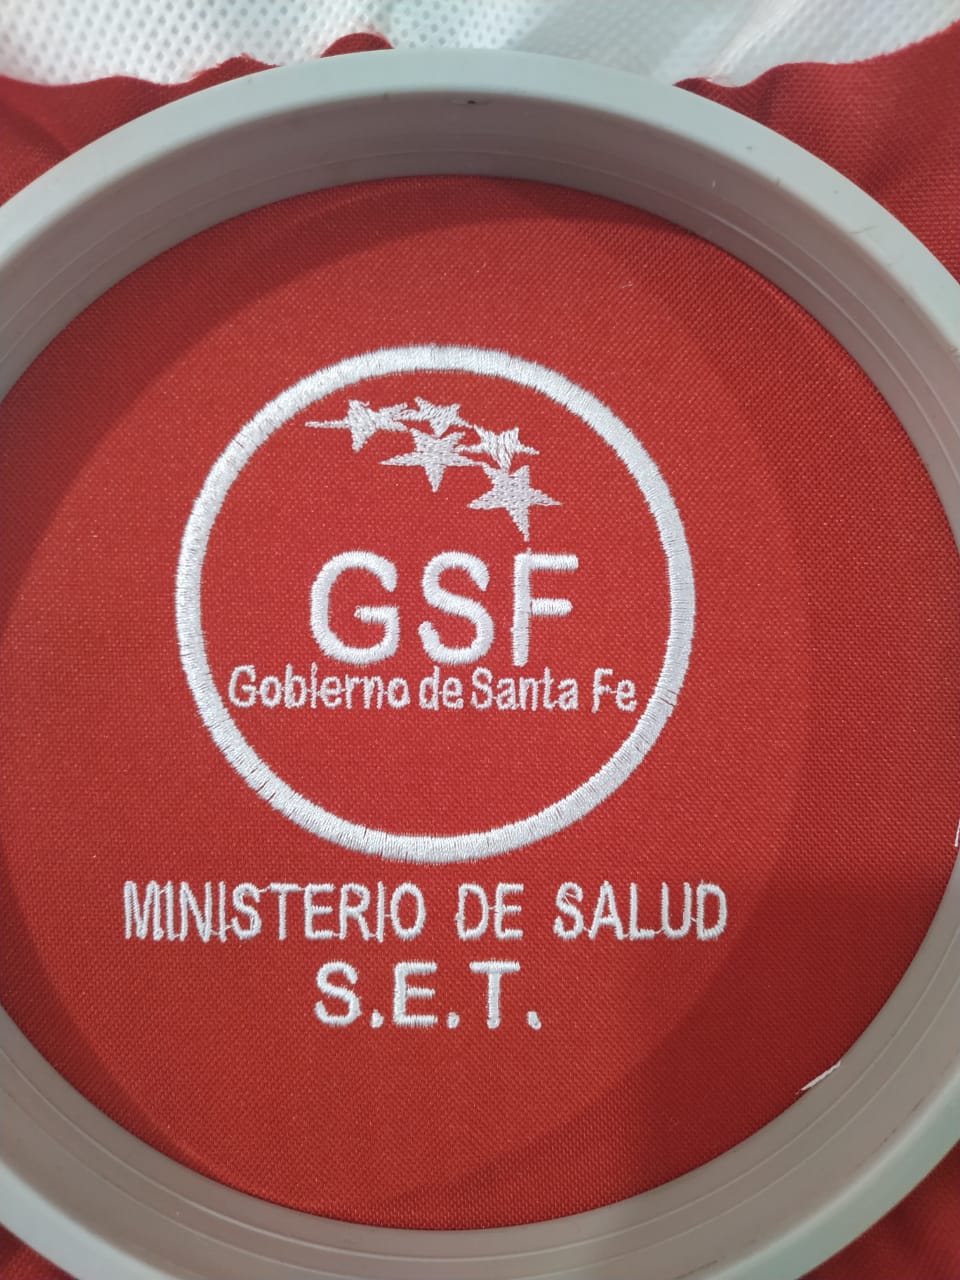 GSF
Gobierno de Santa Fe
MINISTERIO DE SALUD
S.E.T.